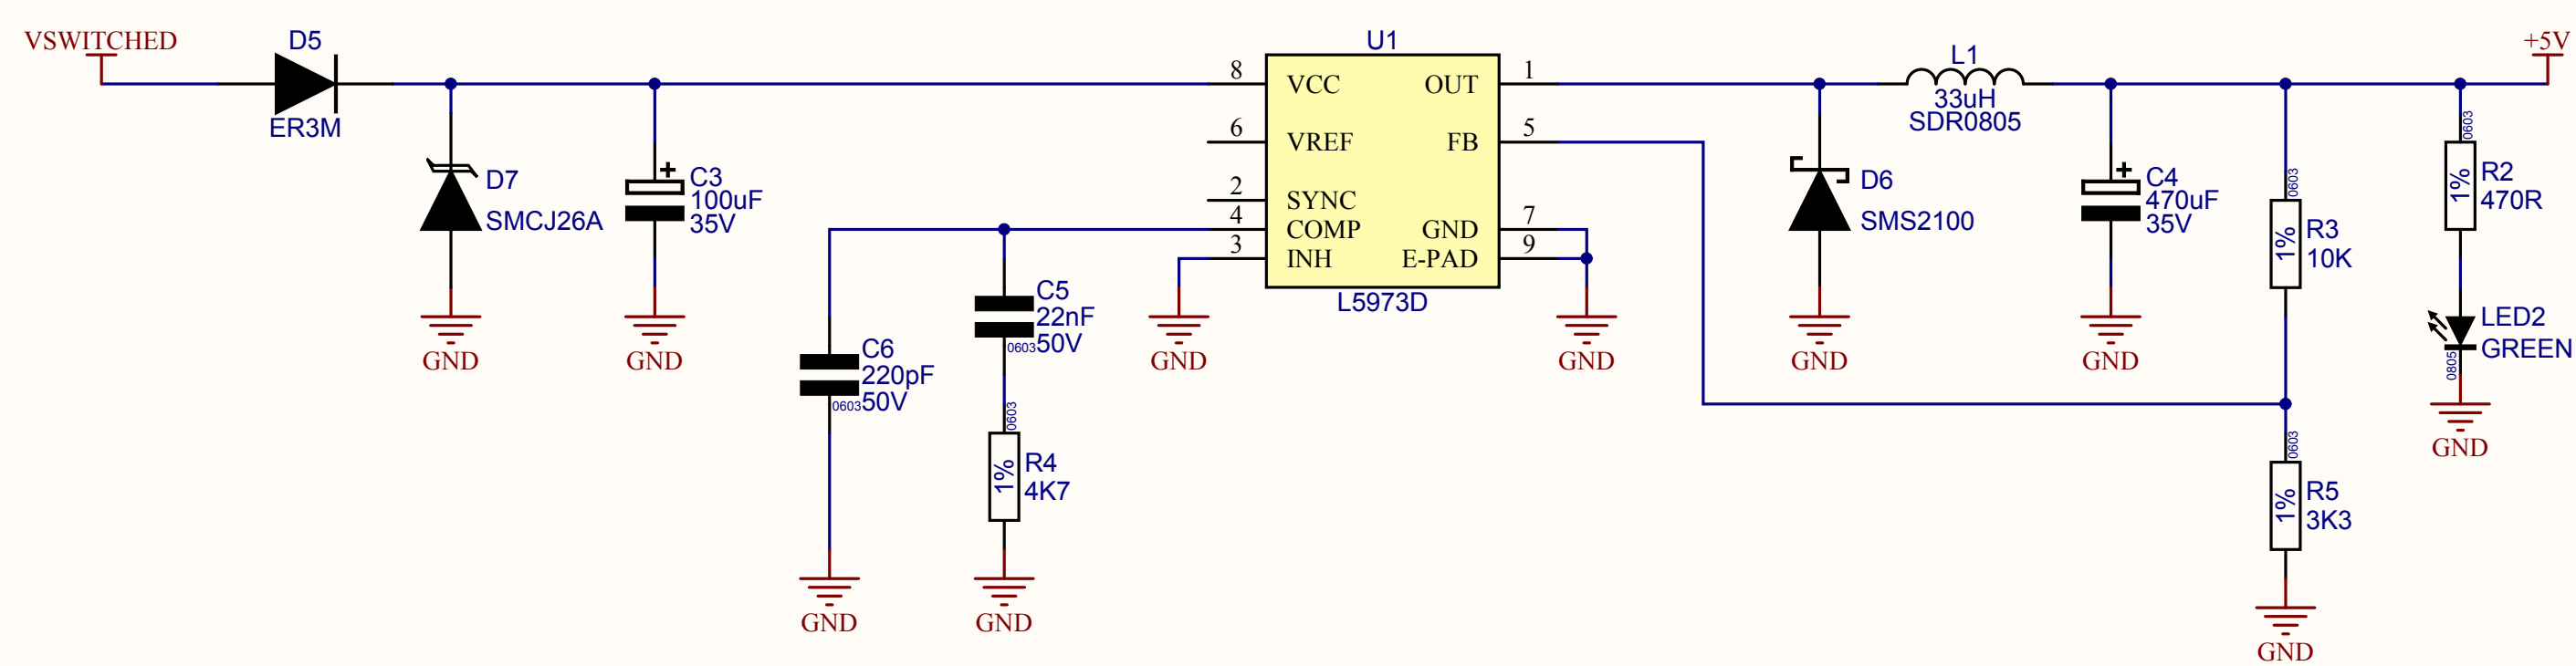 VSWITCHED
D5
ER3M
D7
SMCJ26A
GND
+
C3
100uF
35V
GND
C6
220pF
0603
50V
GND
C5
22nF
0603
50V
0603
1%
R4
4K7
GND
GND
U1
8
VCC
OUT
1
6
VREF
FB
5
2
SYNC
4
COMP
GND
7
3
INH
E-PAD
9
L5973D
GND
D6
SMS2100
GND
L1
33uH
SDR0805
+
C4
470uF
35V
GND
0603
1%
R3
10K
0603
1%
R5
3K3
GND
+5V
0603
1%
R2
470R
LED2
GREEN
0805
GND